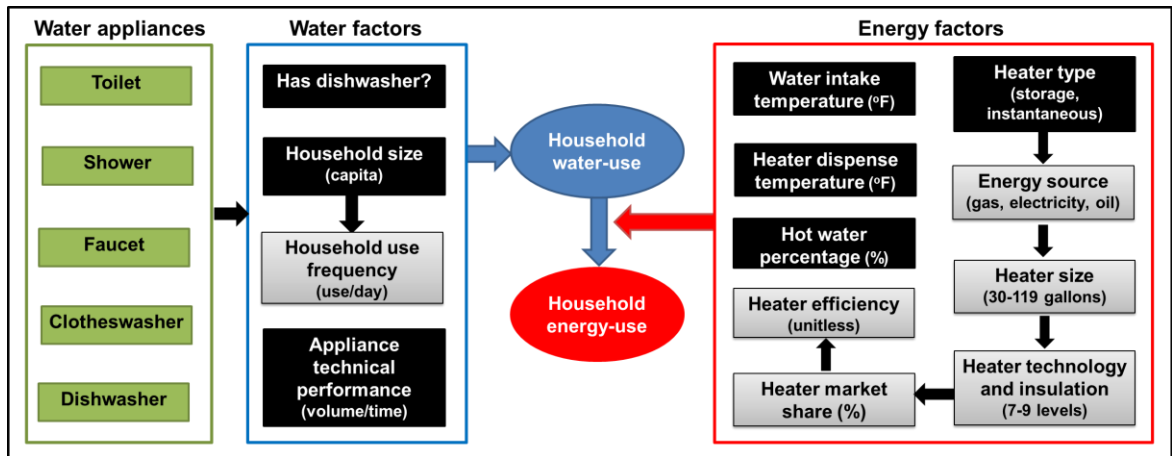 Water appliances
Toilet
Shower
Faucet
Clotheswasher
Dishwasher
Water factors
Has dishwasher?
Household size
(capita)
Household use
frequency
(use/day)
Appliance
technical
performance
(volume/time)
Household
water-use
Household
energy-use
Energy factors
Water intake
temperature (ºF)
Heater dispense
temperature (ºF)
Hot water
percentage (%)
Heater efficiency
(unitless)
Heater market
share (%)
Heater type
(storage,
instantaneous)
Energy source
(gas, electricity, oil)
Heater size
(30-119 gallons)
Heater technology
and insulation
(7-9 levels)